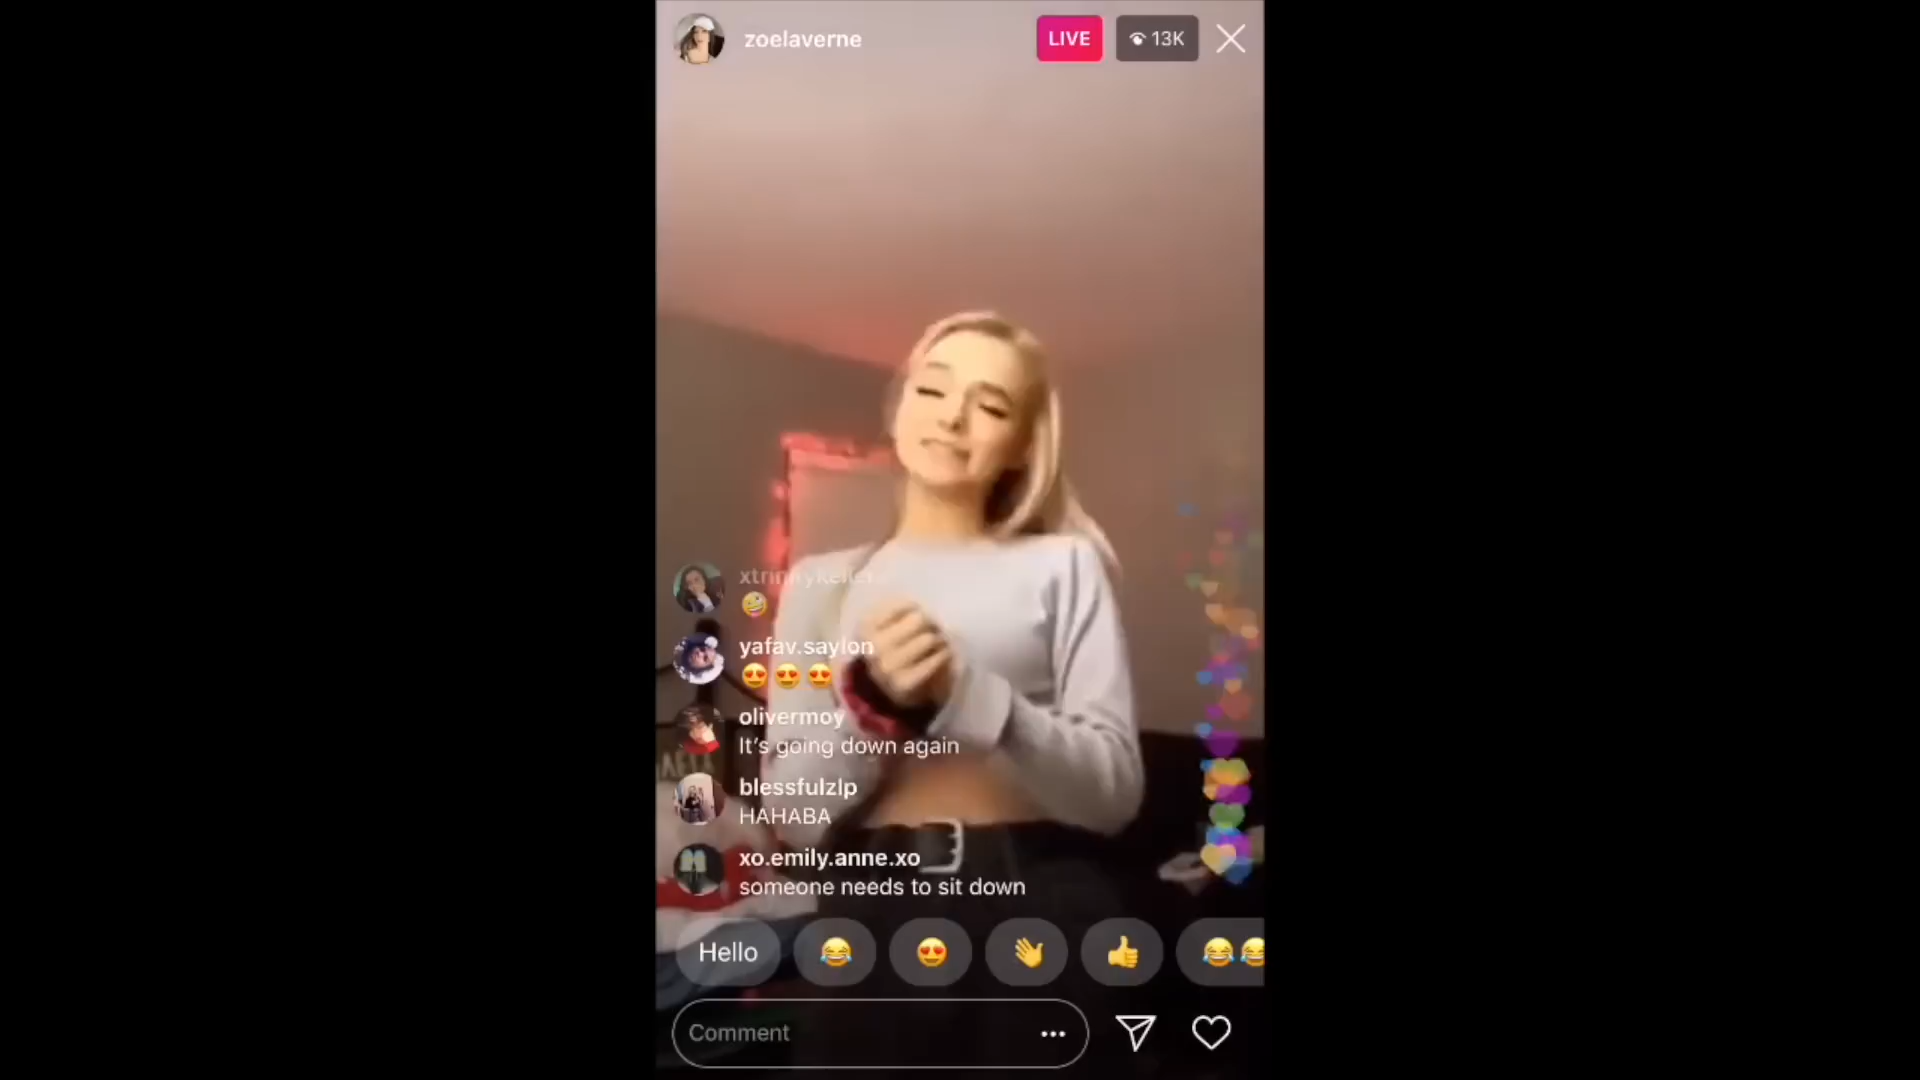 zoelaverne
LIVE
13K
yafav.saylon
olivermoy
It's going down again
blessfulzlp
HAHABA
xo.emily.anne.xo
someone needs to sit down
Hello
Comment